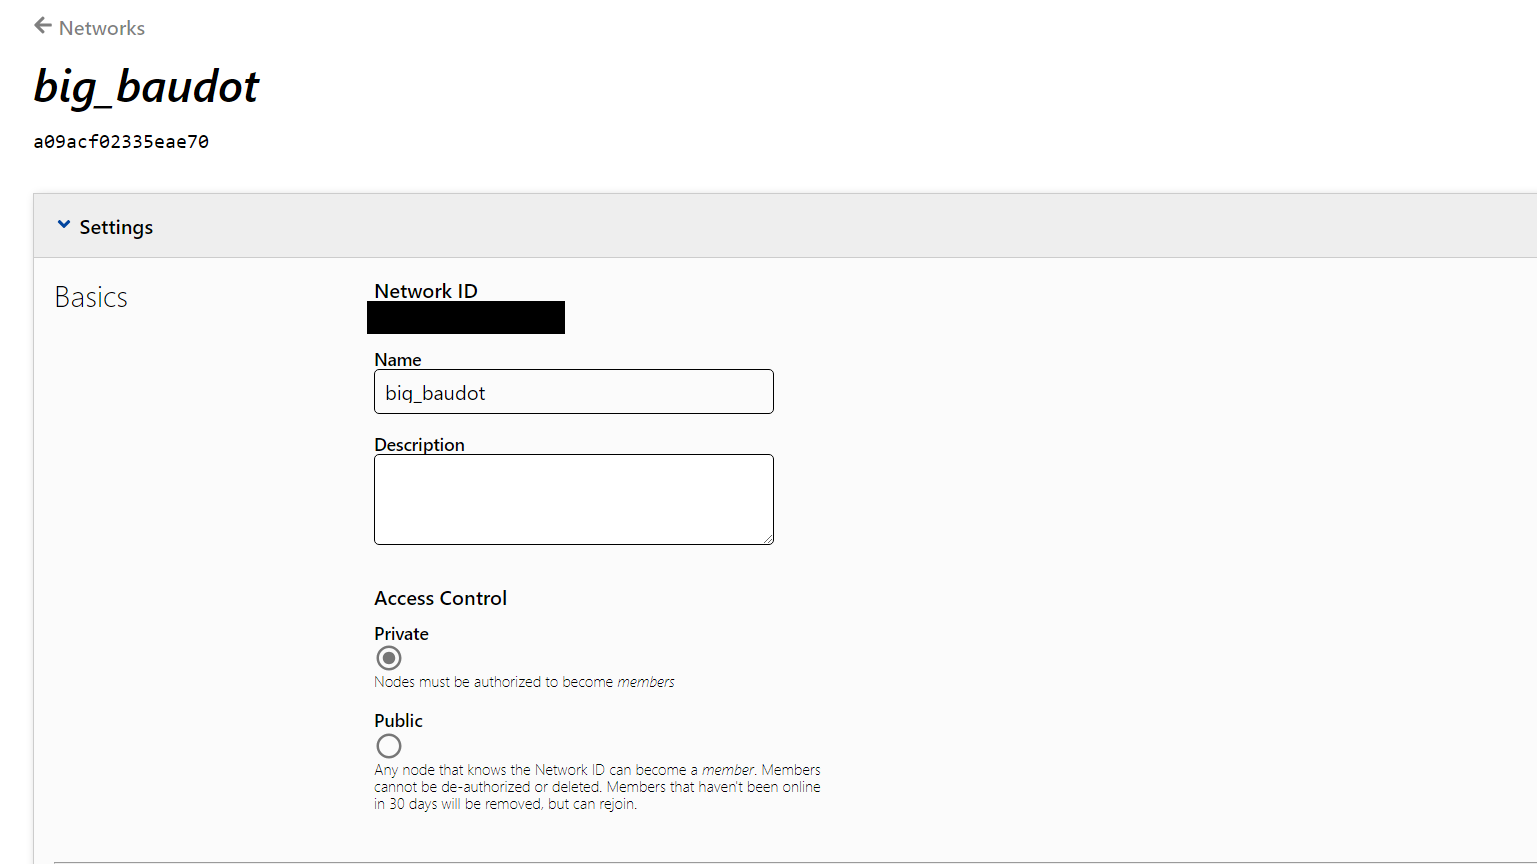 Networks
big_baudot
a09acf02335eae70
Settings
Basics
Network ID
Name
big_baudot
Description
Access Control
Private
Nodes must be authorized to become members
Public
Any node that knows the Network ID can become a member. Members
cannot be de-authorized or deleted. Members that haven't been online
in 30 days will be removed, but can rejoin.